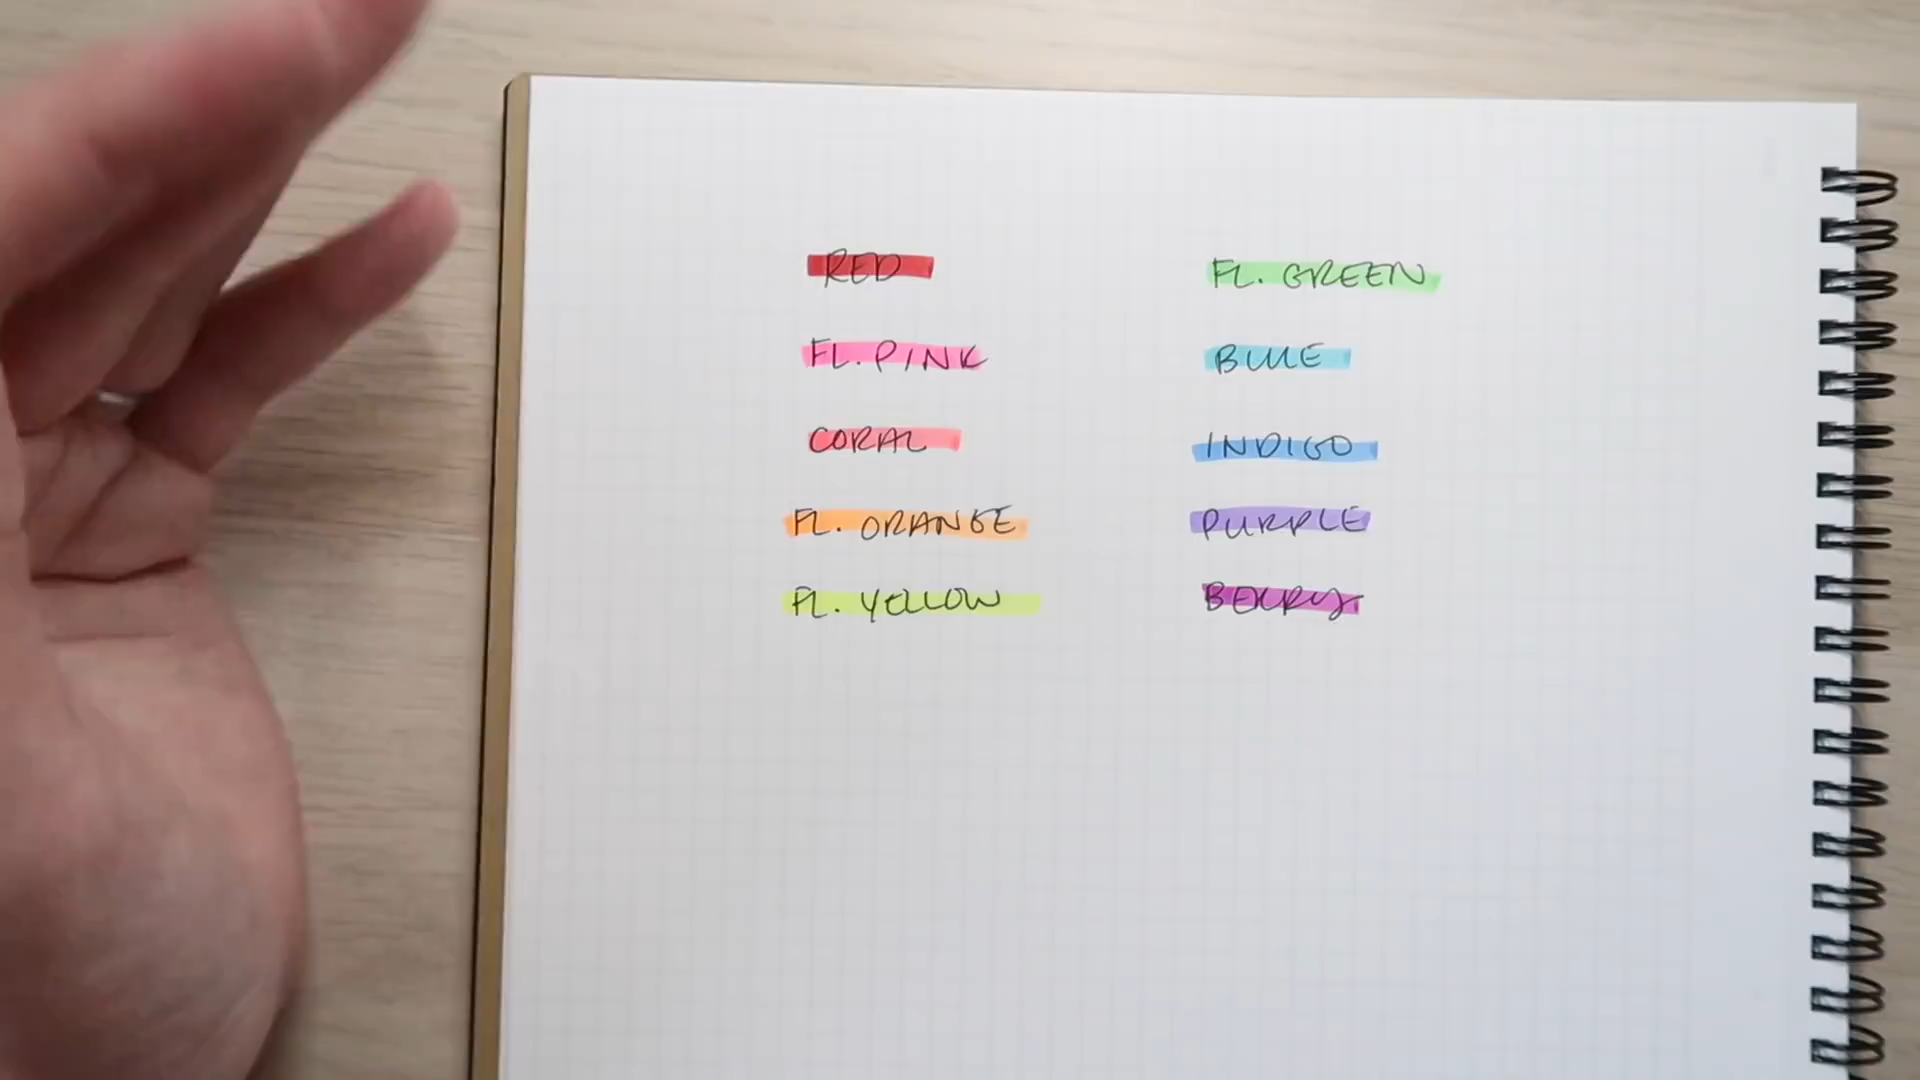 RED
FL. PINK
CORAL
FL. ORANGE
FL. YELLOW
FL. GREEN
BLUE
INDIGO
PURPLE
BERRY